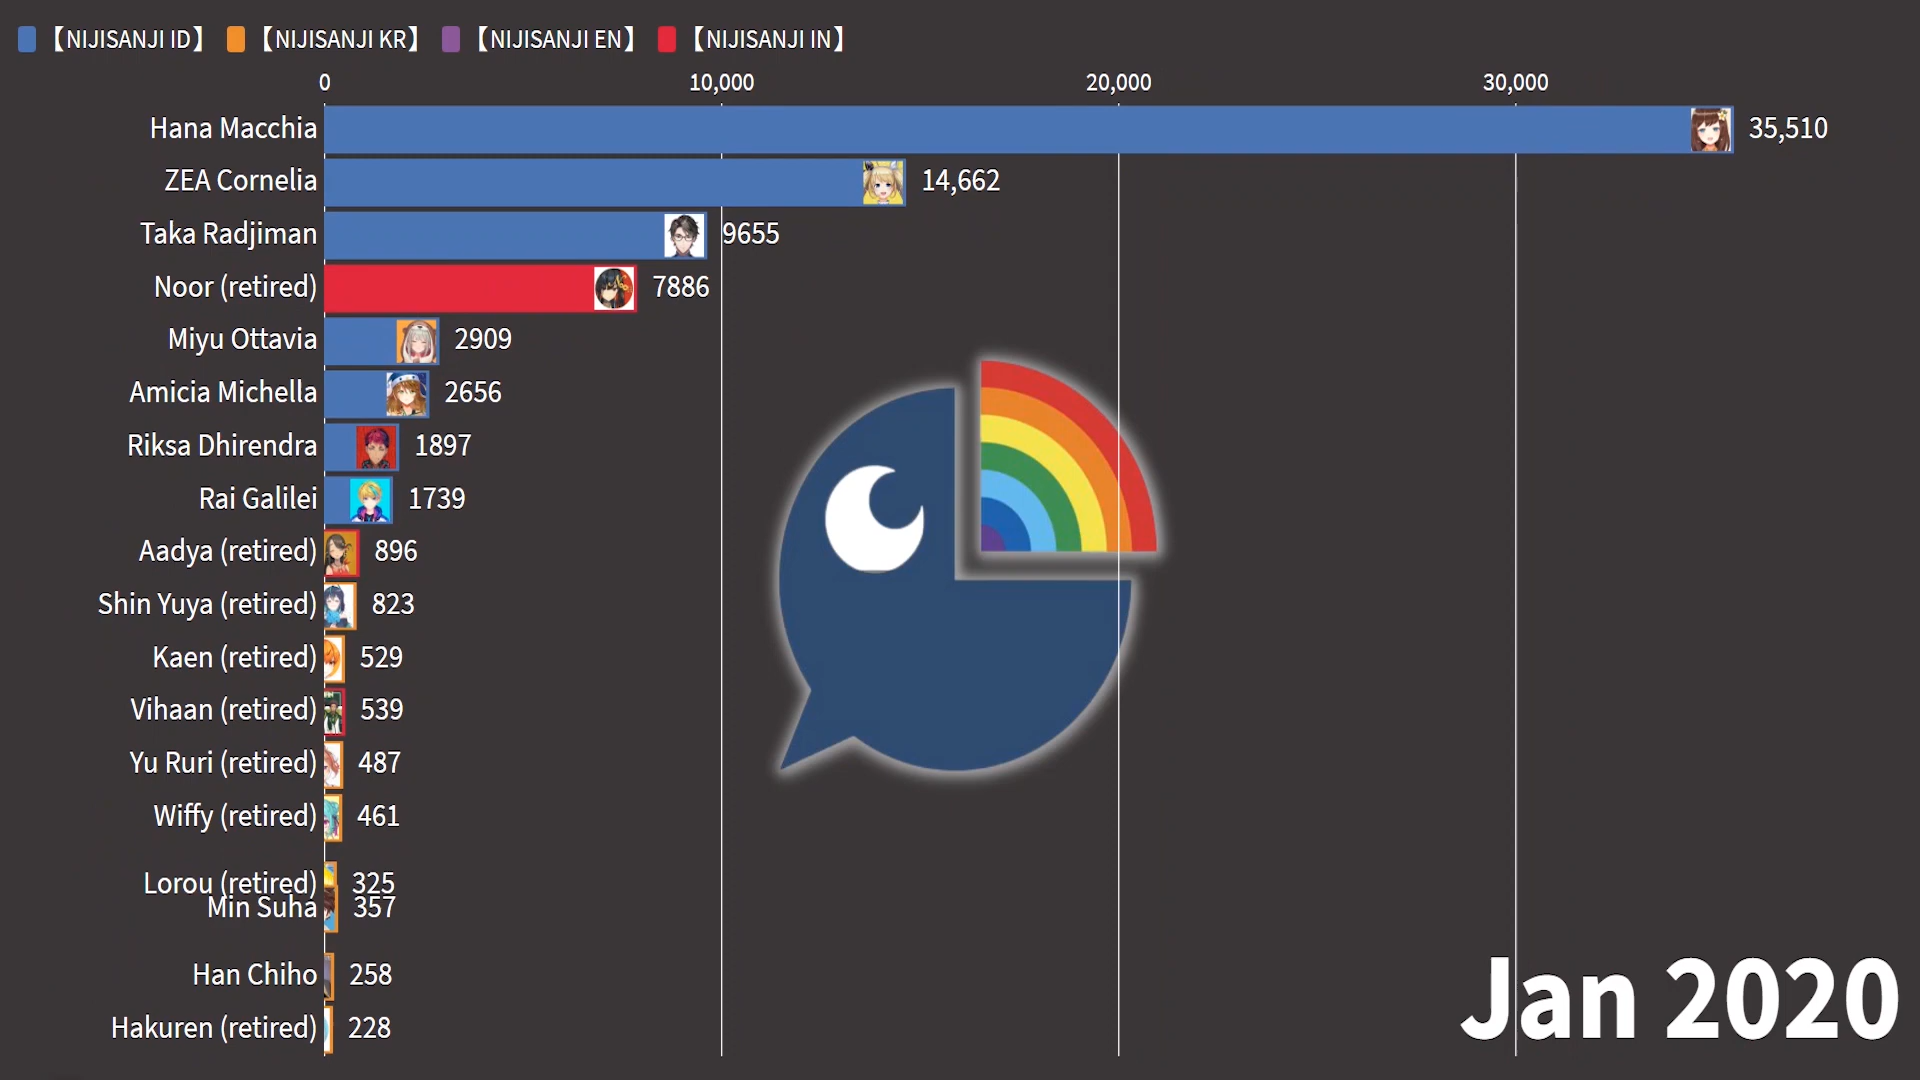 【NIJISANJI ID】 【NIJISANJI KR】 【NIJISANJI EN】 【NIJISANJI IN】
0 10,000 20,000 30,000
Hana Macchia 35,510
ZEA Cornelia 14,662
Taka Radjiman 9655
Noor (retired) 7886
Miyu Ottavia 2909
Amicia Michella 2656
Riksa Dhirendra 1897
Rai Galilei 1739
Aadya (retired) 896
Shin Yuya (retired) 823
Kaen (retired) 529
Vihaan (retired) 539
Yu Ruri (retired) 487
Wiffy (retired) 461
Lorou (retired) 325
Min Suha 357
Han Chiho 258
Hakuren (retired) 228
Jan 2020